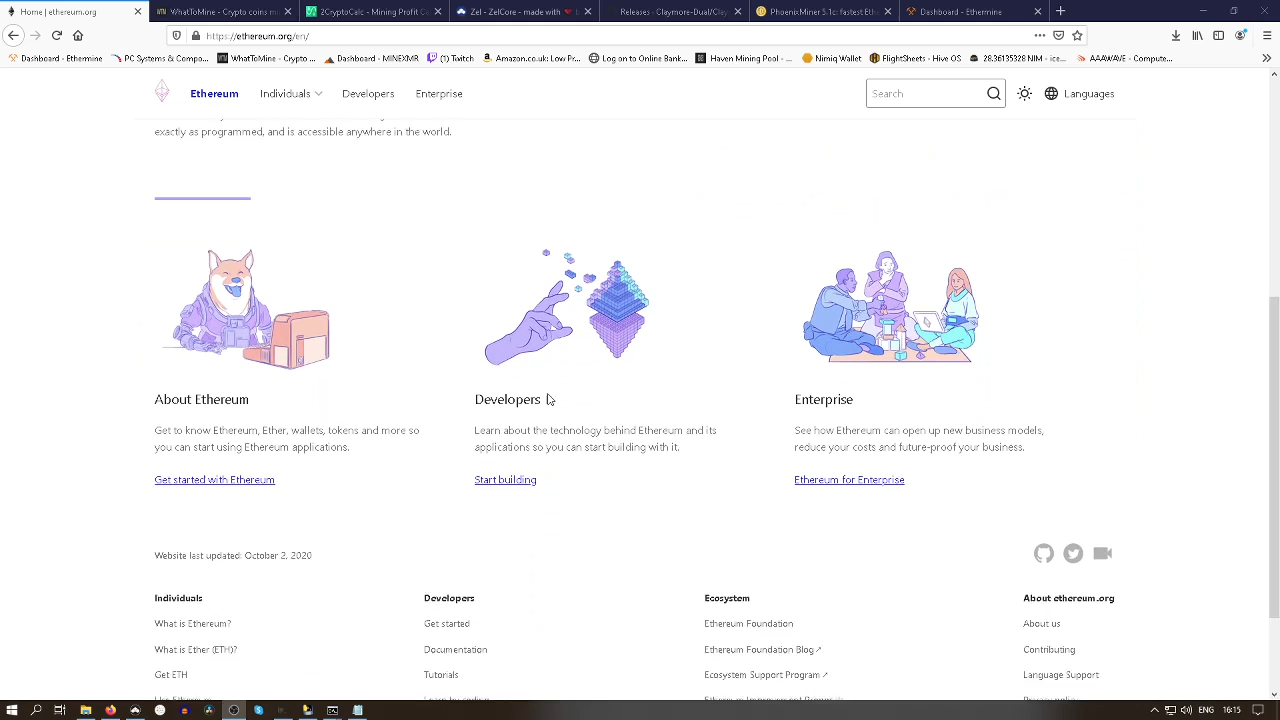 Home | ethereum.org
WhatToMine - Crypto coins mi
2CryptoCalc - Mining Profit Ca
Zel - ZelCore - made with ♥ b
Releases · Claymore-Dual/Clay
PhoenixMiner 5.1c: fastest Ethe
Dashboard - Ethermine
https://ethereum.org/en/
Dashboard - Ethermine
PC Systems & Compa...
WhatToMine - Crypto ...
Dashboard - MINEXMR
(1) Twitch
Amazon.co.uk: Low Pr...
Log on to Online Bank...
Haven Mining Pool - ...
Nimiq Wallet
FlightSheets · Hive OS
28.36135328 NIM - ice...
AAAWAVE - Compute...
Ethereum
Individuals
Developers
Enterprise
Search
Languages
exactly as programmed, and is accessible anywhere in the world.
About Ethereum
Get to know Ethereum, Ether, wallets, tokens and more so
you can start using Ethereum applications.
Get started with Ethereum
Developers
Learn about the technology behind Ethereum and its
applications so you can start building with it.
Start building
Enterprise
See how Ethereum can open up new business models,
reduce your costs and future-proof your business.
Ethereum for Enterprise
Website last updated: October 2, 2020
Individuals
What is Ethereum?
What is Ether (ETH)?
Get ETH
Developers
Get started
Documentation
Tutorials
Ecosystem
Ethereum Foundation
Ethereum Foundation Blog↗
Ecosystem Support Program↗
About ethereum.org
About us
Contributing
Language Support
ENG
16:15